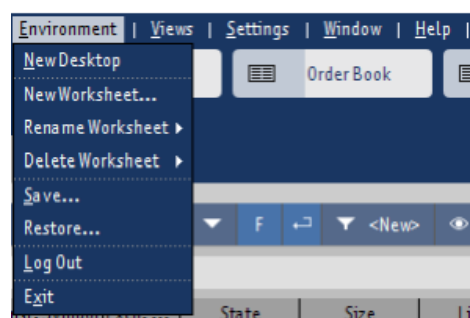 Environment | Views | Settings | Window | Help |
New Desktop
Order Book
New Worksheet...
Rename Worksheet
Delete Worksheet
Save...
Restore...
F <New>
Log Out
Exit
State Size